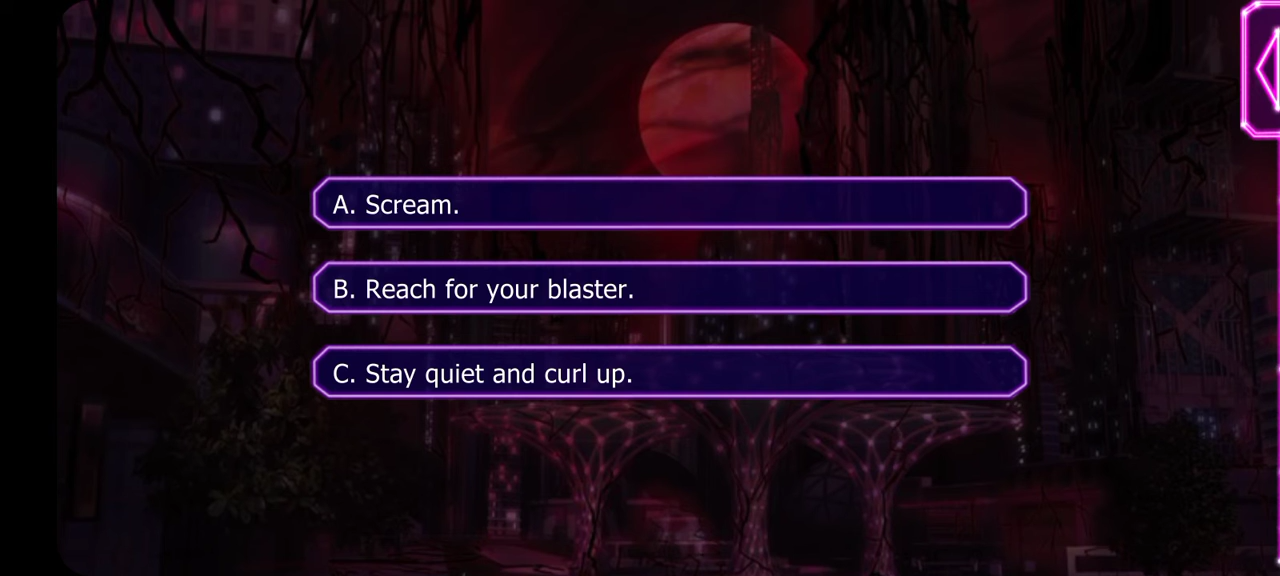 A. Scream.
B. Reach for your blaster.
C. Stay quiet and curl up.